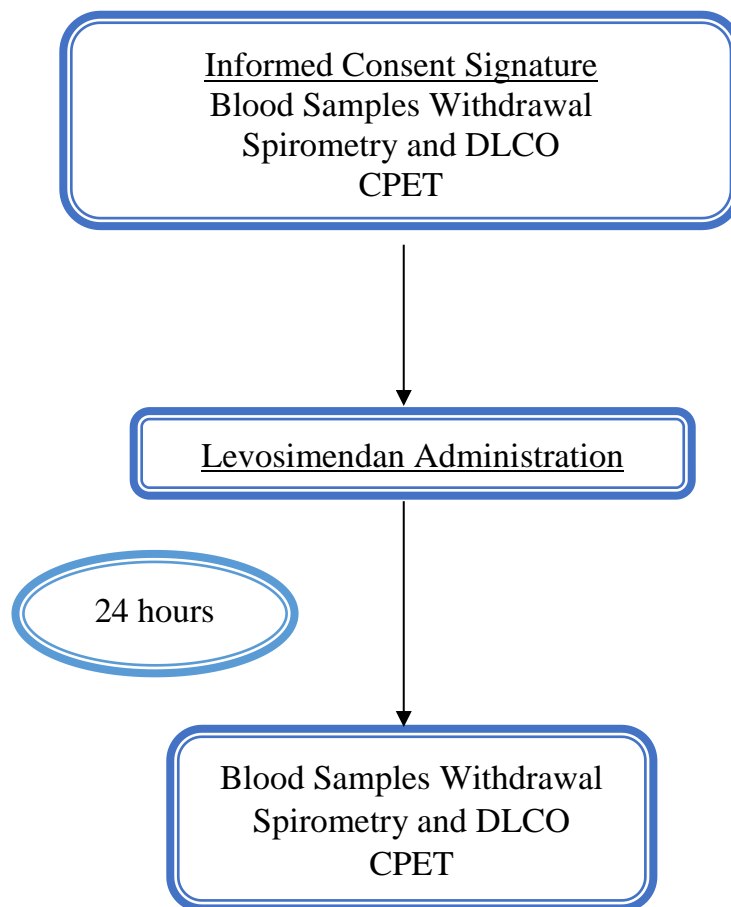 Informed Consent Signature
Blood Samples Withdrawal
Spirometry and DLCO
CPET
Levosimendan Administration
24 hours
Blood Samples Withdrawal
Spirometry and DLCO
CPET